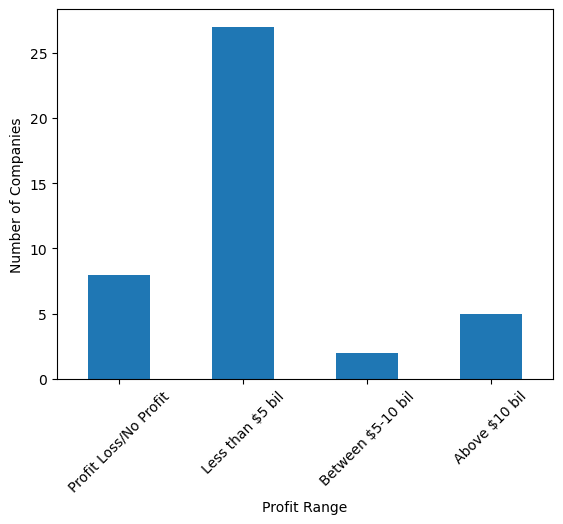 Number of Companies
25
20
15
10
5
0
Profit Loss/No Profit
Less than $5 bil
Between $5-10 bil
Above $10 bil
Profit Range